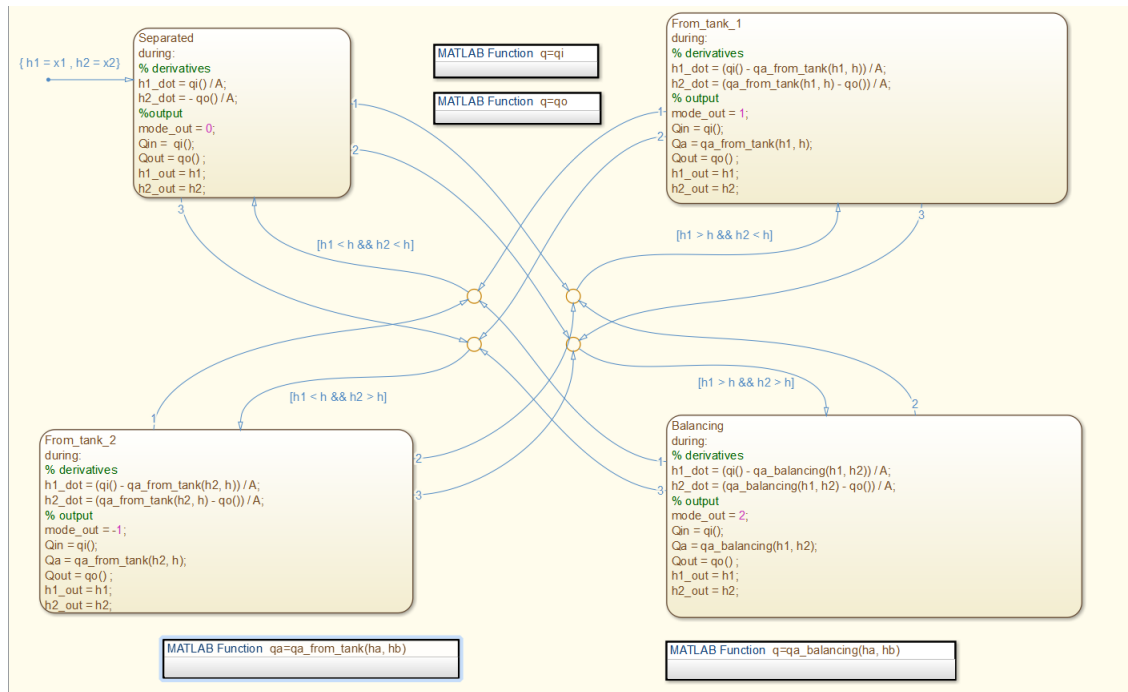 { h1 = x1 , h2 = x2}
Separated
during:
% derivatives
h1_dot = qi() / A;
h2_dot = - qo() / A;
%output
mode_out = 0;
Qin =  qi();
Qout = qo() ;
h1_out = h1;
h2_out = h2;
1
2
3
MATLAB Function  q=qi
MATLAB Function  q=qo
From_tank_1
during:
% derivatives
h1_dot = (qi() - qa_from_tank(h1, h)) / A;
h2_dot = (qa_from_tank(h1, h) - qo()) / A;
% output
mode_out = 1;
Qin = qi();
Qa = qa_from_tank(h1, h);
Qout = qo() ;
h1_out = h1;
h2_out = h2;
1
2
3
[h1 < h && h2 < h]
[h1 > h && h2 < h]
[h1 < h && h2 > h]
[h1 > h && h2 > h]
From_tank_2
during:
% derivatives
h1_dot = (qi() - qa_from_tank(h2, h)) / A;
h2_dot = (qa_from_tank(h2, h) - qo()) / A;
% output
mode_out = -1;
Qin = qi();
Qa = qa_from_tank(h2, h);
Qout = qo() ;
h1_out = h1;
h2_out = h2;
1
2
3
Balancing
during:
% derivatives
h1_dot = (qi() - qa_balancing(h1, h2)) / A;
h2_dot = (qa_balancing(h1, h2) - qo()) / A;
% output
mode_out = 2;
Qin = qi();
Qa = qa_balancing(h1, h2);
Qout = qo() ;
h1_out = h1;
h2_out = h2;
1
2
3
MATLAB Function  qa=qa_from_tank(ha, hb)
MATLAB Function  q=qa_balancing(ha, hb)